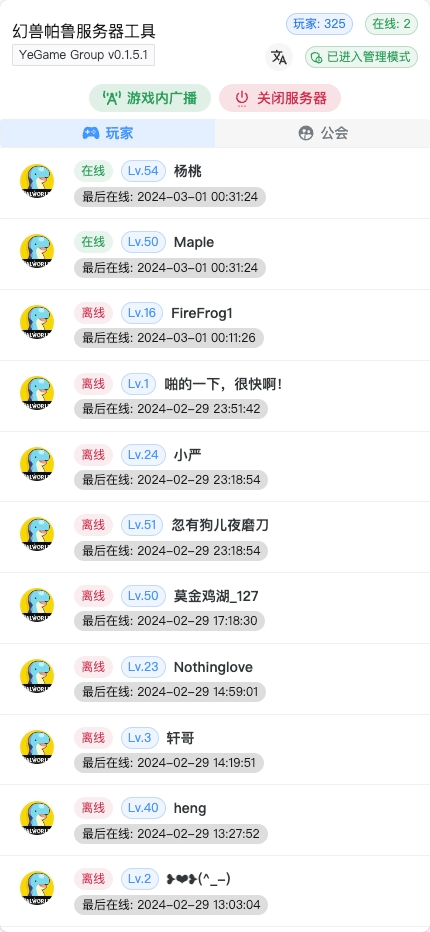 幻兽帕鲁服务器工具
玩家: 325
在线: 2
YeGame Group v0.1.5.1
已进入管理模式
游戏内广播
关闭服务器
玩家
公会
在线 Lv.54 杨桃
最后在线: 2024-03-01 00:31:24
在线 Lv.50 Maple
最后在线: 2024-03-01 00:31:24
离线 Lv.16 FireFrog1
最后在线: 2024-03-01 00:11:26
离线 Lv.1 啪的一下，很快啊！
最后在线: 2024-02-29 23:51:42
离线 Lv.24 小严
最后在线: 2024-02-29 23:18:54
离线 Lv.51 忽有狗儿夜磨刀
最后在线: 2024-02-29 23:18:54
离线 Lv.50 莫金鸡湖_127
最后在线: 2024-02-29 17:18:30
离线 Lv.23 Nothinglove
最后在线: 2024-02-29 14:59:01
离线 Lv.3 轩哥
最后在线: 2024-02-29 14:19:51
离线 Lv.40 heng
最后在线: 2024-02-29 13:27:52
离线 Lv.2 ❥❤❥(^_-)
最后在线: 2024-02-29 13:03:04